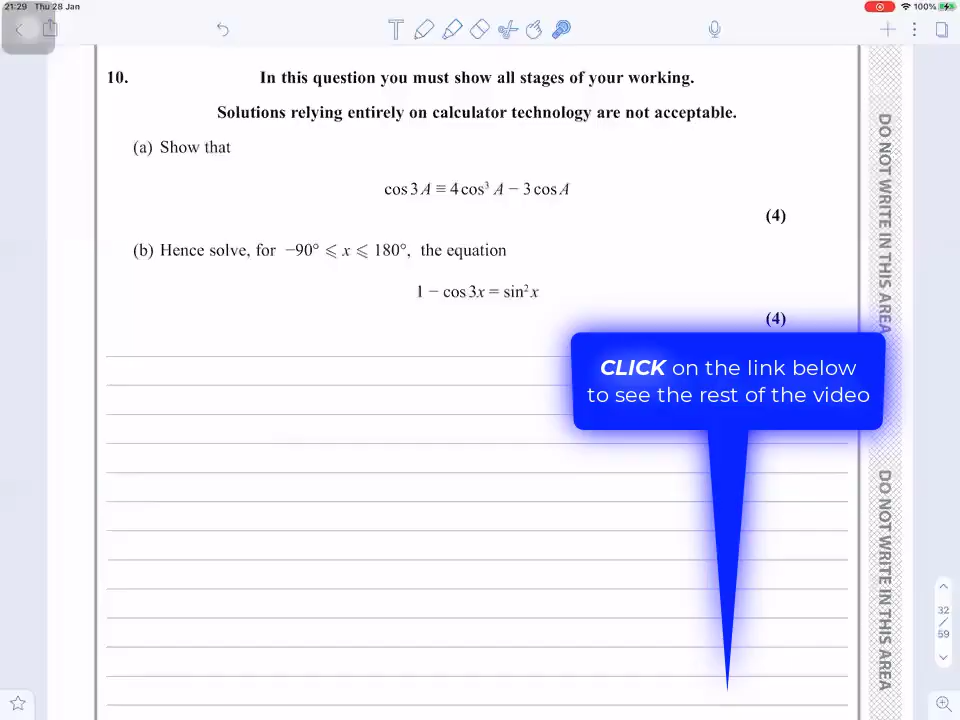 21:29 Thu 28 Jan
100%
10. In this question you must show all stages of your working.
Solutions relying entirely on calculator technology are not acceptable.
(a) Show that
cos 3A ≡ 4 cos³ A − 3 cos A
(4)
(b) Hence solve, for −90° ⩽ x ⩽ 180°, the equation
1 − cos 3x = sin² x
(4)
CLICK on the link below
to see the rest of the video
DO NOT WRITE IN THIS AREA
DO NOT WRITE IN THIS AREA
32
/
59